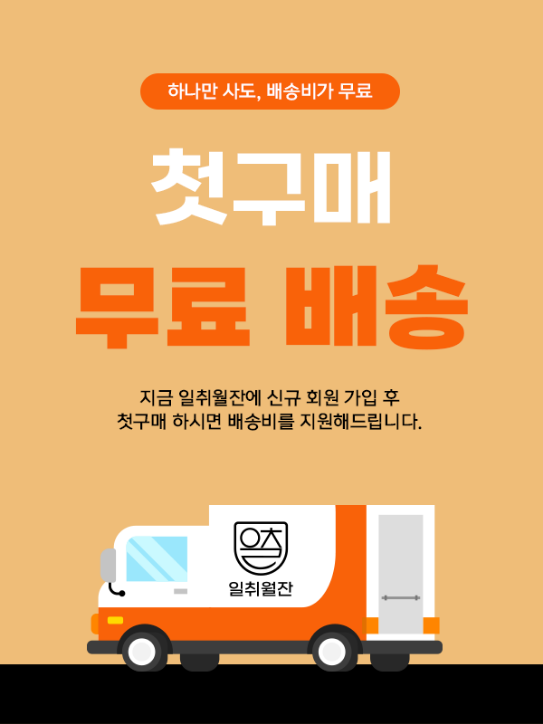 하나만 사도, 배송비가 무료
첫구매
무료 배송
지금 일취월잔에 신규 회원 가입 후
첫구매 하시면 배송비를 지원해드립니다.
일취월잔